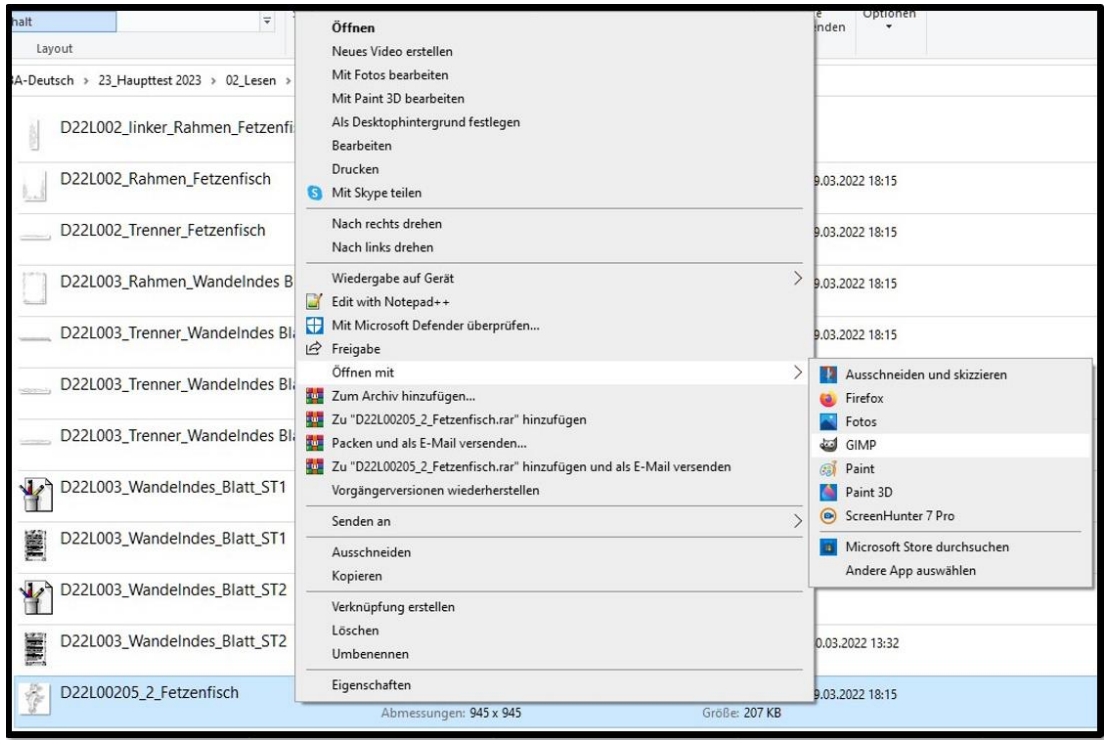 halt
Layout
Optionen
A-Deutsch > 23_Haupttest 2023 > 02_Lesen >
D22L002_linker_Rahmen_Fetzenfi
D22L002_Rahmen_Fetzenfisch
9.03.2022 18:15
D22L002_Trenner_Fetzenfisch
9.03.2022 18:15
D22L003_Rahmen_Wandelndes B
9.03.2022 18:15
D22L003_Trenner_Wandelndes Bla
9.03.2022 18:15
D22L003_Trenner_Wandelndes Bla
D22L003_Trenner_Wandelndes Bla
D22L003_Wandelndes_Blatt_ST1
D22L003_Wandelndes_Blatt_ST1
D22L003_Wandelndes_Blatt_ST2
D22L003_Wandelndes_Blatt_ST2
0.03.2022 13:32
D22L00205_2_Fetzenfisch
9.03.2022 18:15
Abmessungen: 945 x 945
Größe: 207 KB
Öffnen
Neues Video erstellen
Mit Fotos bearbeiten
Mit Paint 3D bearbeiten
Als Desktophintergrund festlegen
Bearbeiten
Drucken
Mit Skype teilen
Nach rechts drehen
Nach links drehen
Wiedergabe auf Gerät
Edit with Notepad++
Mit Microsoft Defender überprüfen...
Freigabe
Öffnen mit
Zum Archiv hinzufügen...
Zu "D22L00205_2_Fetzenfisch.rar" hinzufügen
Packen und als E-Mail versenden...
Zu "D22L00205_2_Fetzenfisch.rar" hinzufügen und als E-Mail versenden
Vorgängerversionen wiederherstellen
Senden an
Ausschneiden
Kopieren
Verknüpfung erstellen
Löschen
Umbenennen
Eigenschaften
Ausschneiden und skizzieren
Firefox
Fotos
GIMP
Paint
Paint 3D
ScreenHunter 7 Pro
Microsoft Store durchsuchen
Andere App auswählen